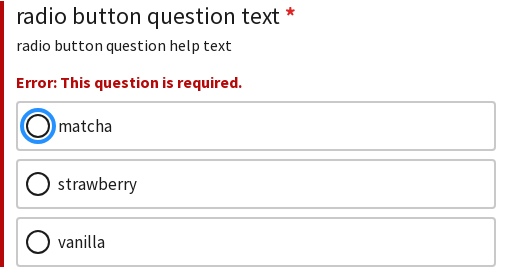 radio button question text *
radio button question help text
Error: This question is required.
matcha
strawberry
vanilla